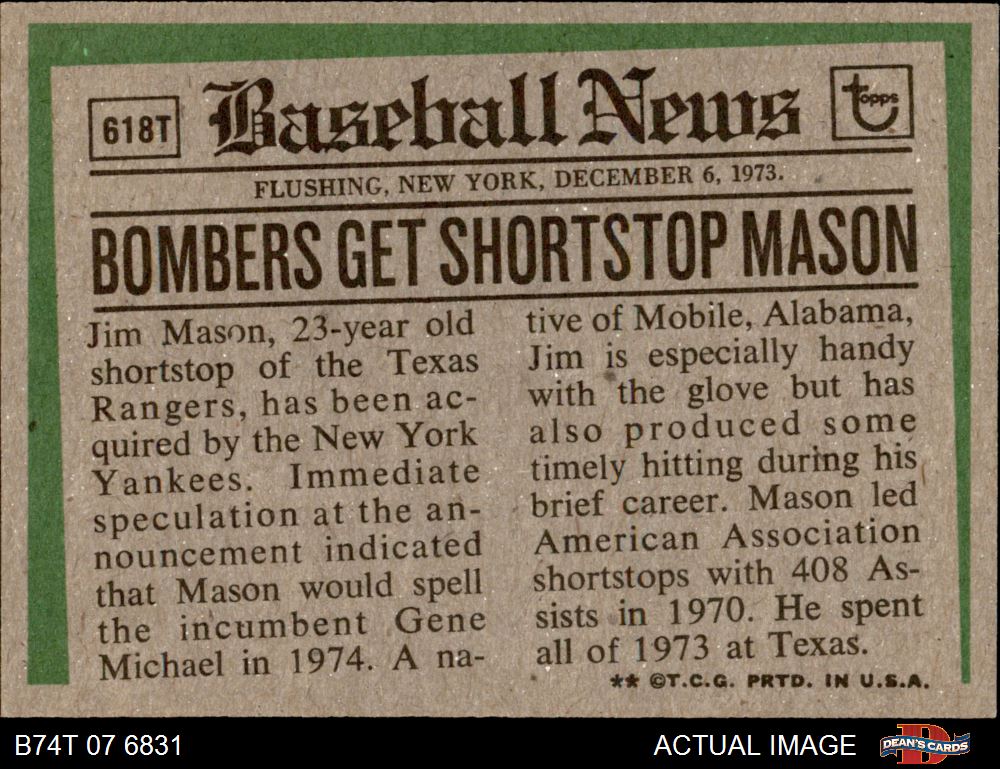 618T
Baseball News
topps
FLUSHING, NEW YORK, DECEMBER 6, 1973.
BOMBERS GET SHORTSTOP MASON
Jim Mason, 23-year old
shortstop of the Texas
Rangers, has been ac-
quired by the New York
Yankees. Immediate
speculation at the an-
nouncement indicated
that Mason would spell
the incumbent Gene
Michael in 1974. A na-
tive of Mobile, Alabama,
Jim is especially handy
with the glove but has
also produced some
timely hitting during his
brief career. Mason led
American Association
shortstops with 408 As-
sists in 1970. He spent
all of 1973 at Texas.
** ©T.C.G. PRTD. IN U.S.A.
B74T 07 6831
ACTUAL IMAGE
DEAN'S CARDS